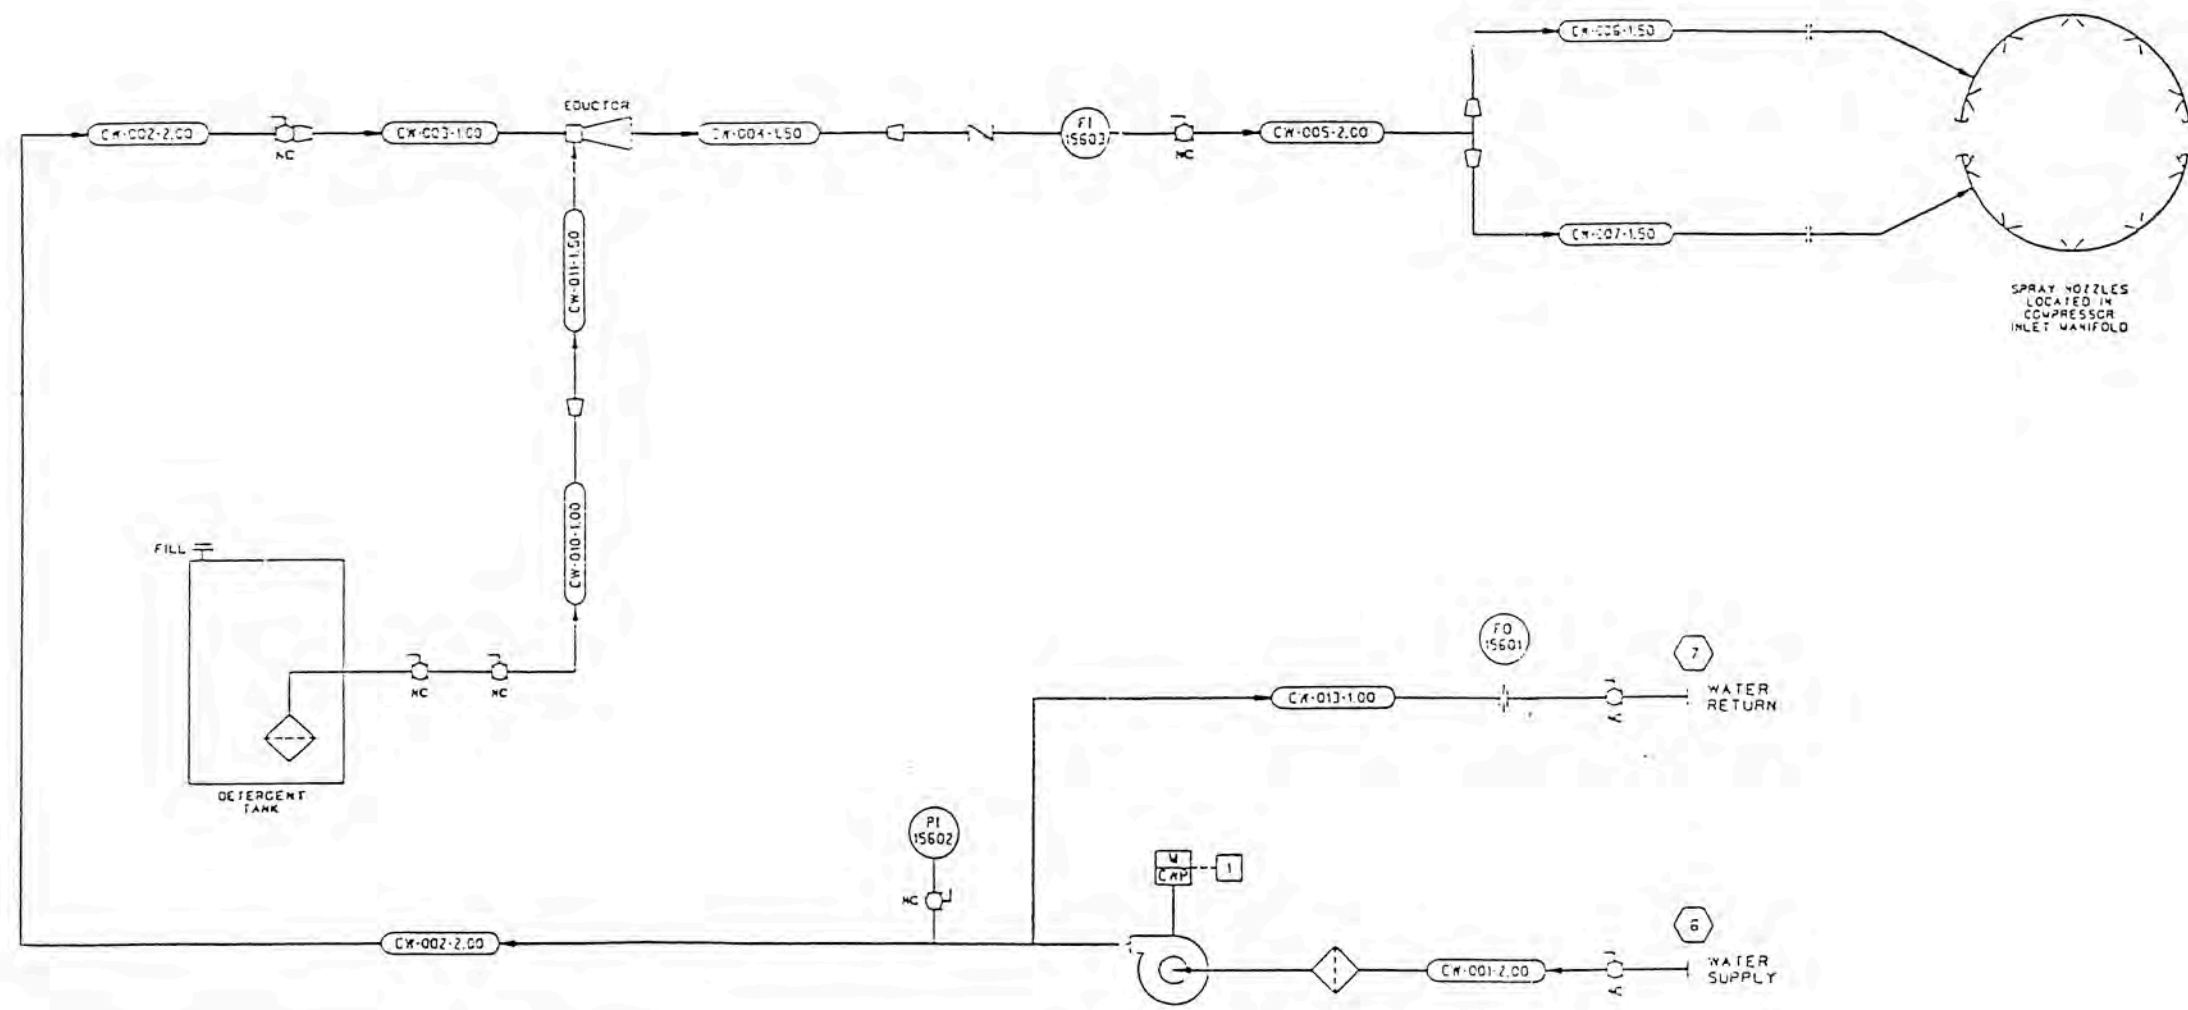 CW-006-1.50
EDUCTOR
CW-002-2.00
NC
CW-003-1.00
CW-004-1.50
FI
15603
NC
CW-005-2.00
CW-007-1.50
SPRAY NOZZLES
LOCATED IN
COMPRESSOR
INLET MANIFOLD
CW-011-1.50
CW-010-1.00
FILL
NC
NC
DETERGENT
TANK
FO
15601
7
CW-013-1.00
WATER
RETURN
PI
15602
NC
M
CWP
1
CW-002-2.00
CW-001-2.00
WATER
SUPPLY